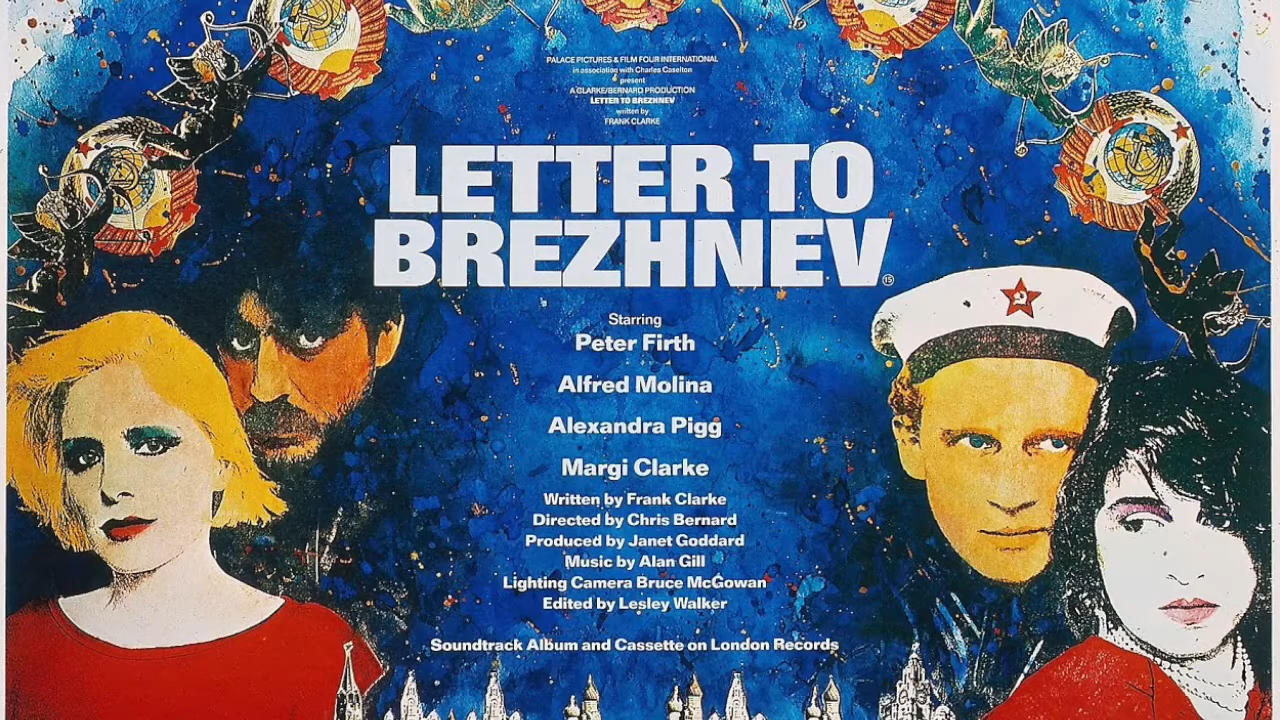 PALACE PICTURES & FILM FOUR INTERNATIONAL
in association with Charles Caselton
present
A CLARKE/BERNARD PRODUCTION
LETTER TO BREZHNEV
written by
FRANK CLARKE
LETTER TO
BREZHNEV
15
Starring
Peter Firth
Alfred Molina
Alexandra Pigg
Margi Clarke
Written by Frank Clarke
Directed by Chris Bernard
Produced by Janet Goddard
Music by Alan Gill
Lighting Camera Bruce McGowan
Edited by Lesley Walker
Soundtrack Album and Cassette on London Records